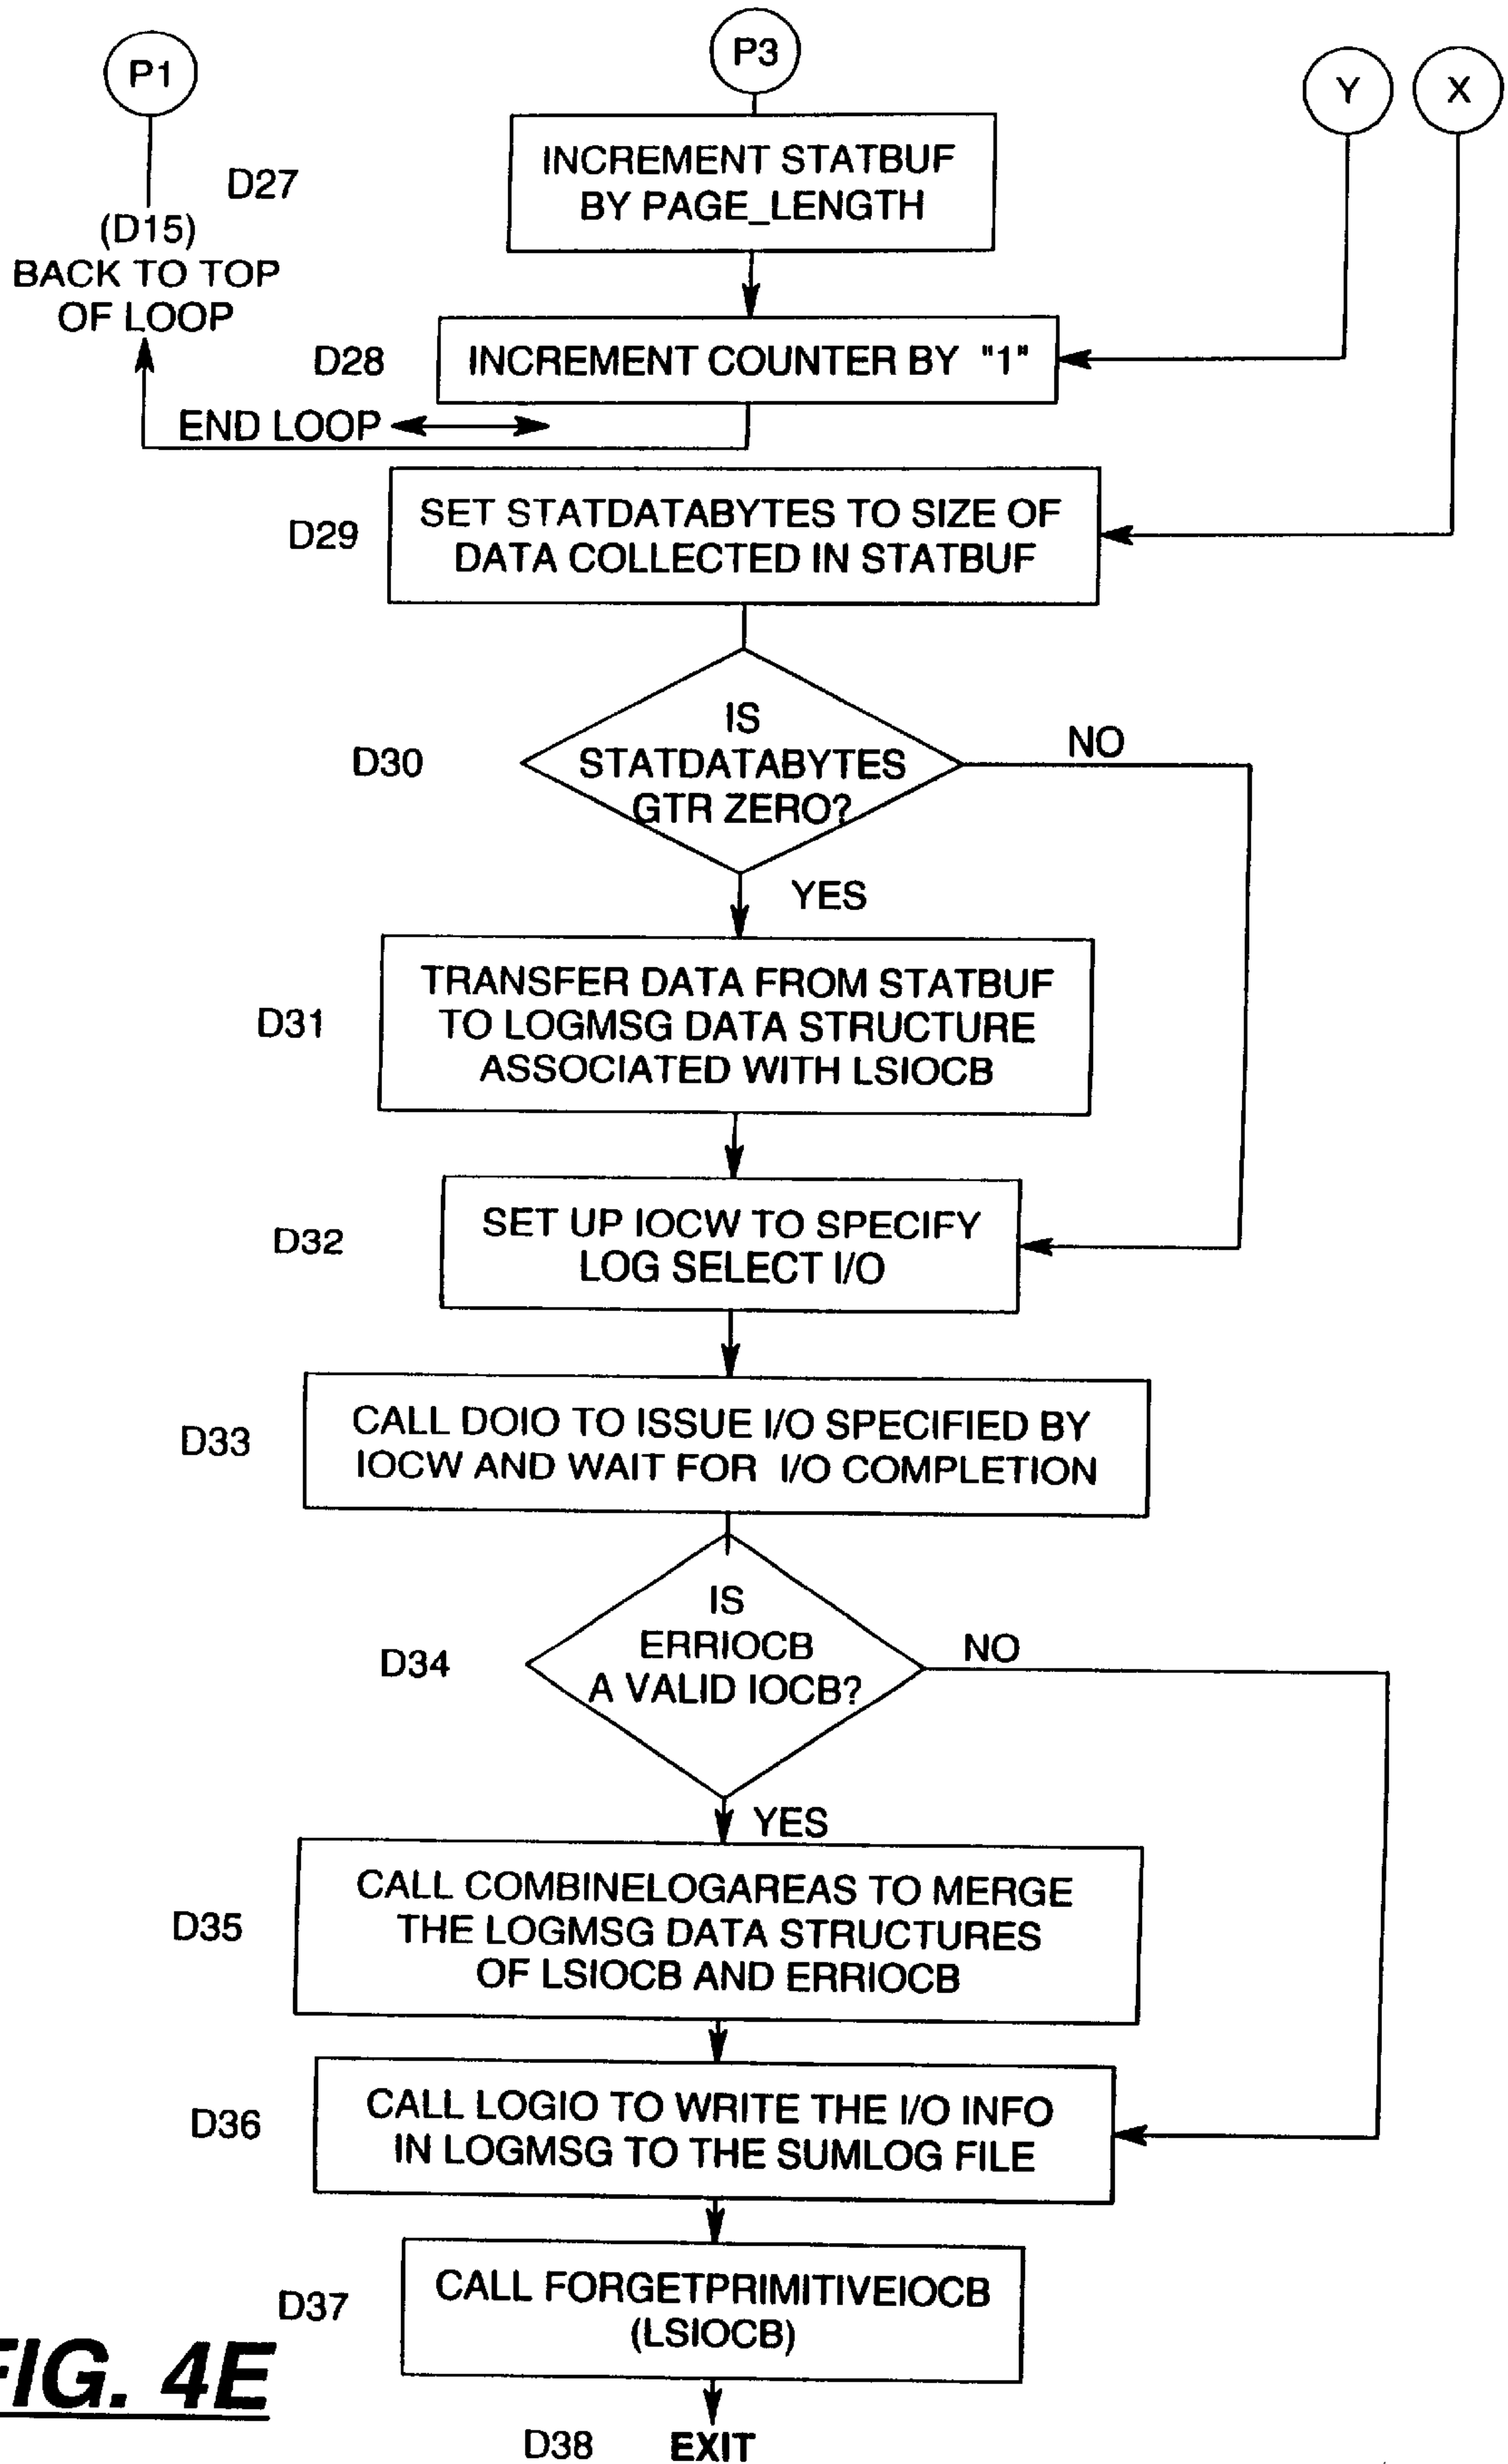 P1
P3
Y
X
D27
INCREMENT STATBUF
BY PAGE_LENGTH
(D15)
BACK TO TOP
OF LOOP
D28
INCREMENT COUNTER BY "1"
END LOOP
D29
SET STATDATABYTES TO SIZE OF
DATA COLLECTED IN STATBUF
D30
IS
STATDATABYTES
GTR ZERO?
NO
YES
D31
TRANSFER DATA FROM STATBUF
TO LOGMSG DATA STRUCTURE
ASSOCIATED WITH LSIOCB
D32
SET UP IOCW TO SPECIFY
LOG SELECT I/O
D33
CALL DOIO TO ISSUE I/O SPECIFIED BY
IOCW AND WAIT FOR I/O COMPLETION
D34
IS
ERRIOCB
A VALID IOCB?
NO
YES
D35
CALL COMBINELOGAREAS TO MERGE
THE LOGMSG DATA STRUCTURES
OF LSIOCB AND ERRIOCB
D36
CALL LOGIO TO WRITE THE I/O INFO
IN LOGMSG TO THE SUMLOG FILE
D37
CALL FORGETPRIMITIVEIOCB
(LSIOCB)
FIG. 4E
D38
EXIT